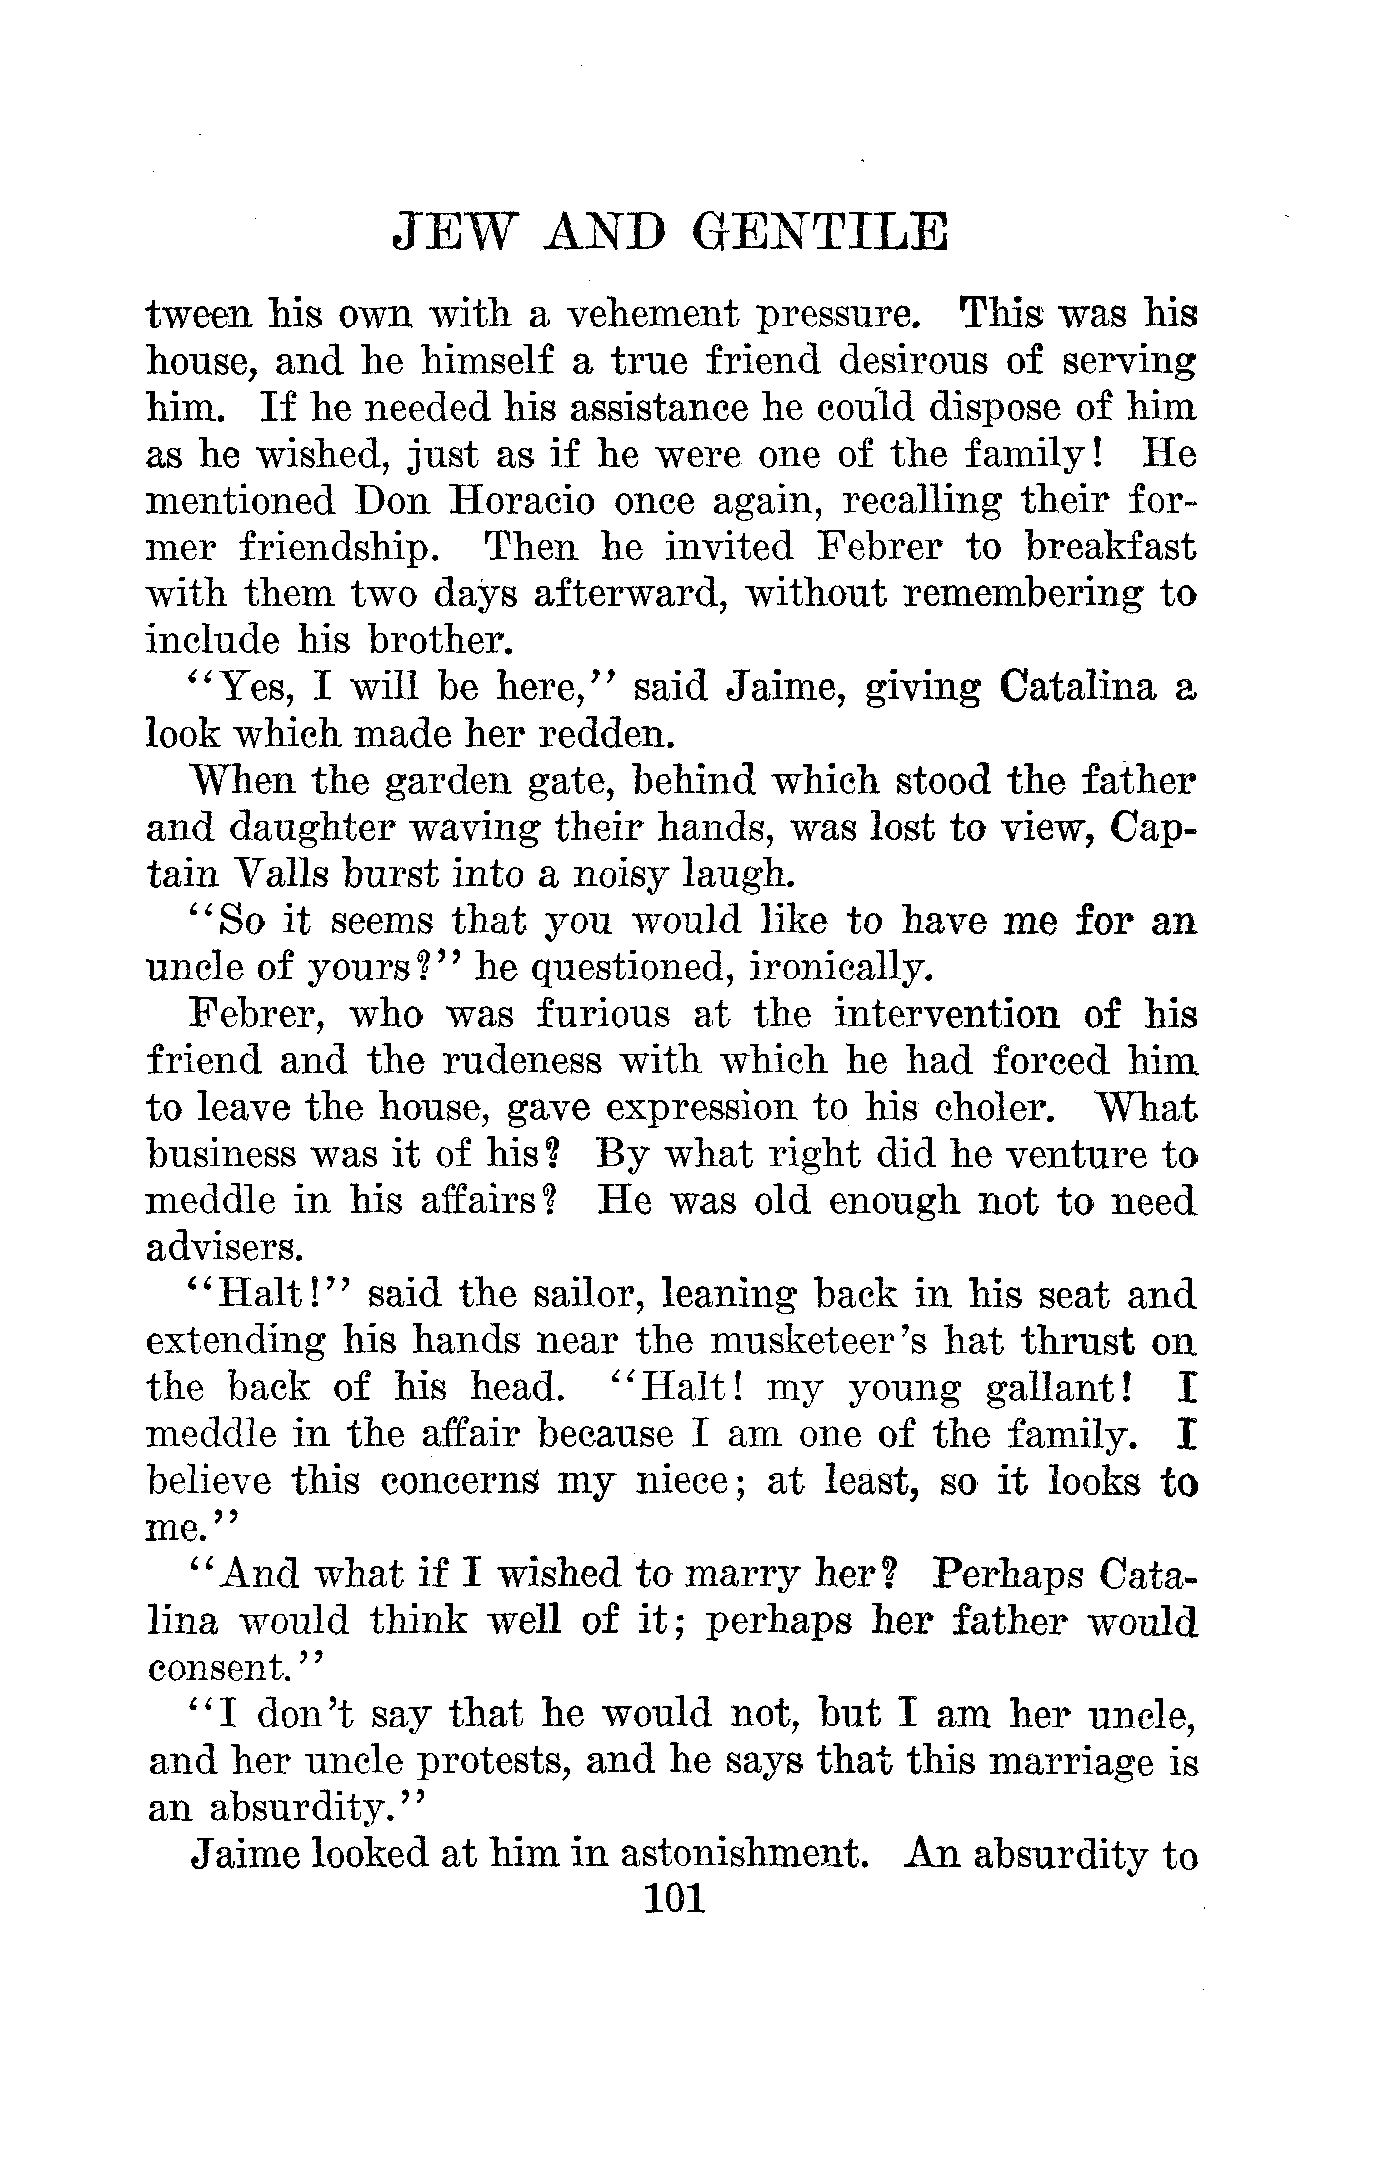 JEW AND GENTILE
tween his own with a vehement pressure. This was his
house, and he himself a true friend desirous of serving
him. If he needed his assistance he could dispose of him
as he wished, just as if he were one of the family! He
mentioned Don Horacio once again, recalling their for-
mer friendship. Then he invited Febrer to breakfast
with them two days afterward, without remembering to
include his brother.
"Yes, I will be here," said Jaime, giving Catalina a
look which made her redden.
When the garden gate, behind which stood the father
and daughter waving their hands, was lost to view, Cap-
tain Valls burst into a noisy laugh.
"So it seems that you would like to have me for an
uncle of yours?" he questioned, ironically.
Febrer, who was furious at the intervention of his
friend and the rudeness with which he had forced him
to leave the house, gave expression to his choler. What
business was it of his? By what right did he venture to
meddle in his affairs? He was old enough not to need
advisers.
"Halt!" said the sailor, leaning back in his seat and
extending his hands near the musketeer's hat thrust on
the back of his head. "Halt! my young gallant! I
meddle in the affair because I am one of the family. I
believe this concerns my niece; at least, so it looks to
me."
"And what if I wished to marry her? Perhaps Cata-
lina would think well of it; perhaps her father would
consent."
"I don't say that he would not, but I am her uncle,
and her uncle protests, and he says that this marriage is
an absurdity."
Jaime looked at him in astonishment. An absurdity to
101